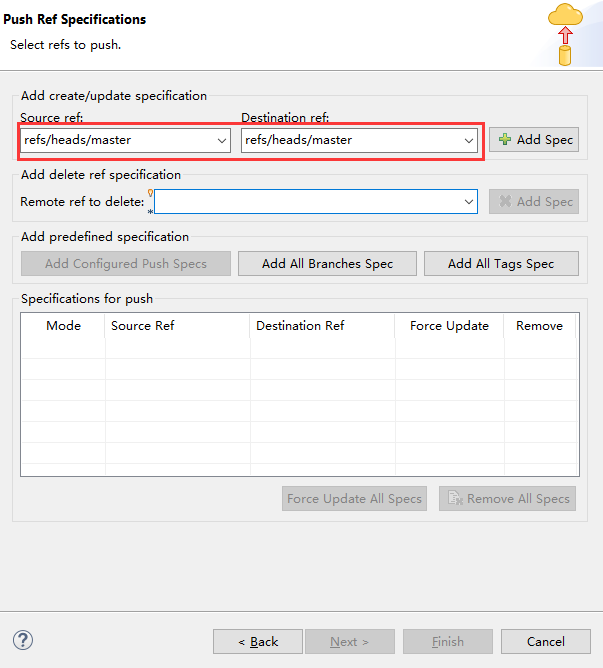 Push Ref Specifications
Select refs to push.
Add create/update specification
Source ref: Destination ref:
refs/heads/master refs/heads/master Add Spec
Add delete ref specification
Remote ref to delete: Add Spec
Add predefined specification
Add Configured Push Specs Add All Branches Spec Add All Tags Spec
Specifications for push
Mode Source Ref Destination Ref Force Update Remove
Force Update All Specs Remove All Specs
? < Back Next > Finish Cancel